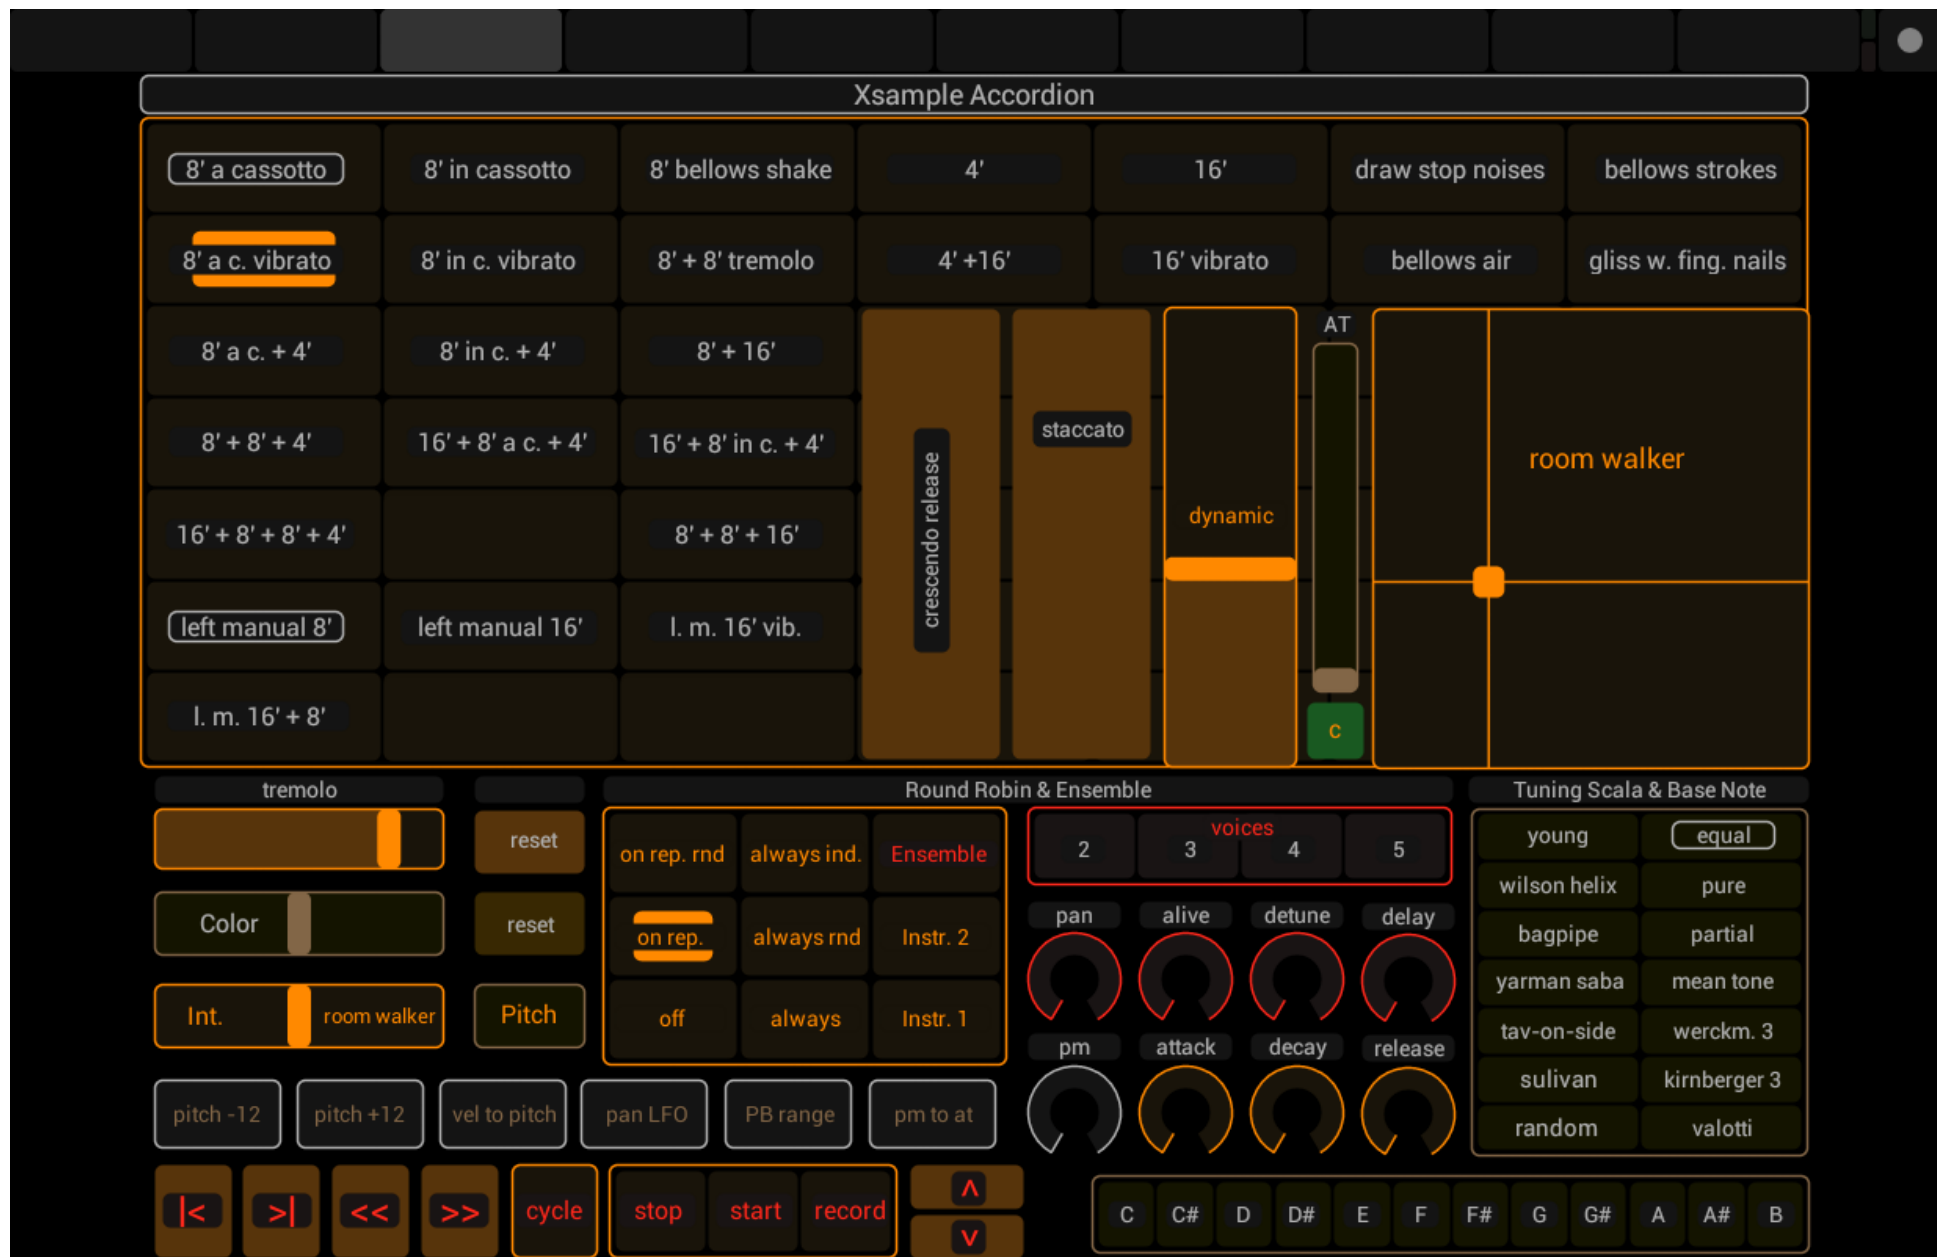 Xsample Accordion
8' a cassotto
8' in cassotto
8' bellows shake
4'
16'
draw stop noises
bellows strokes
8' a c. vibrato
8' in c. vibrato
8' + 8' tremolo
4' +16'
16' vibrato
bellows air
gliss w. fing. nails
8' a c. + 4'
8' in c. + 4'
8' + 16'
8' + 8' + 4'
16' + 8' a c. + 4'
16' + 8' in c. + 4'
16' + 8' + 8' + 4'
8' + 8' + 16'
left manual 8'
left manual 16'
l. m. 16' vib.
l. m. 16' + 8'
crescendo release
staccato
dynamic
AT
c
room walker
tremolo
reset
Color
reset
Int.
room walker
Pitch
Round Robin & Ensemble
on rep. rnd
always ind.
Ensemble
on rep.
always rnd
Instr. 2
off
always
Instr. 1
voices
2
3
4
5
pan
alive
detune
delay
pm
attack
decay
release
Tuning Scala & Base Note
young
equal
wilson helix
pure
bagpipe
partial
yarman saba
mean tone
tav-on-side
werckm. 3
sulivan
kirnberger 3
random
valotti
pitch -12
pitch +12
vel to pitch
pan LFO
PB range
pm to at
|<
>|
<<
>>
cycle
stop
start
record
ʌ
v
C
C#
D
D#
E
F
F#
G
G#
A
A#
B